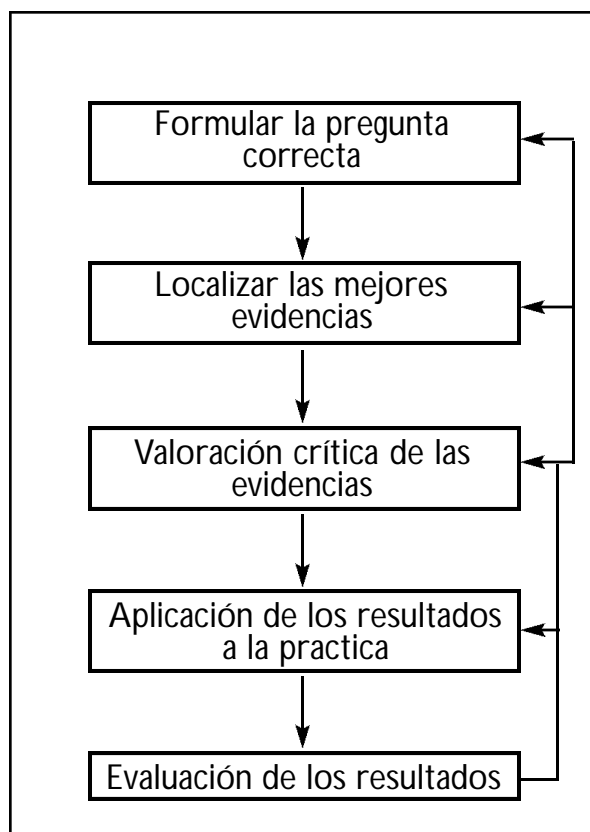 Formular la pregunta
correcta
Localizar las mejores
evidencias
Valoración crítica de las
evidencias
Aplicación de los resultados
a la practica
Evaluación de los resultados